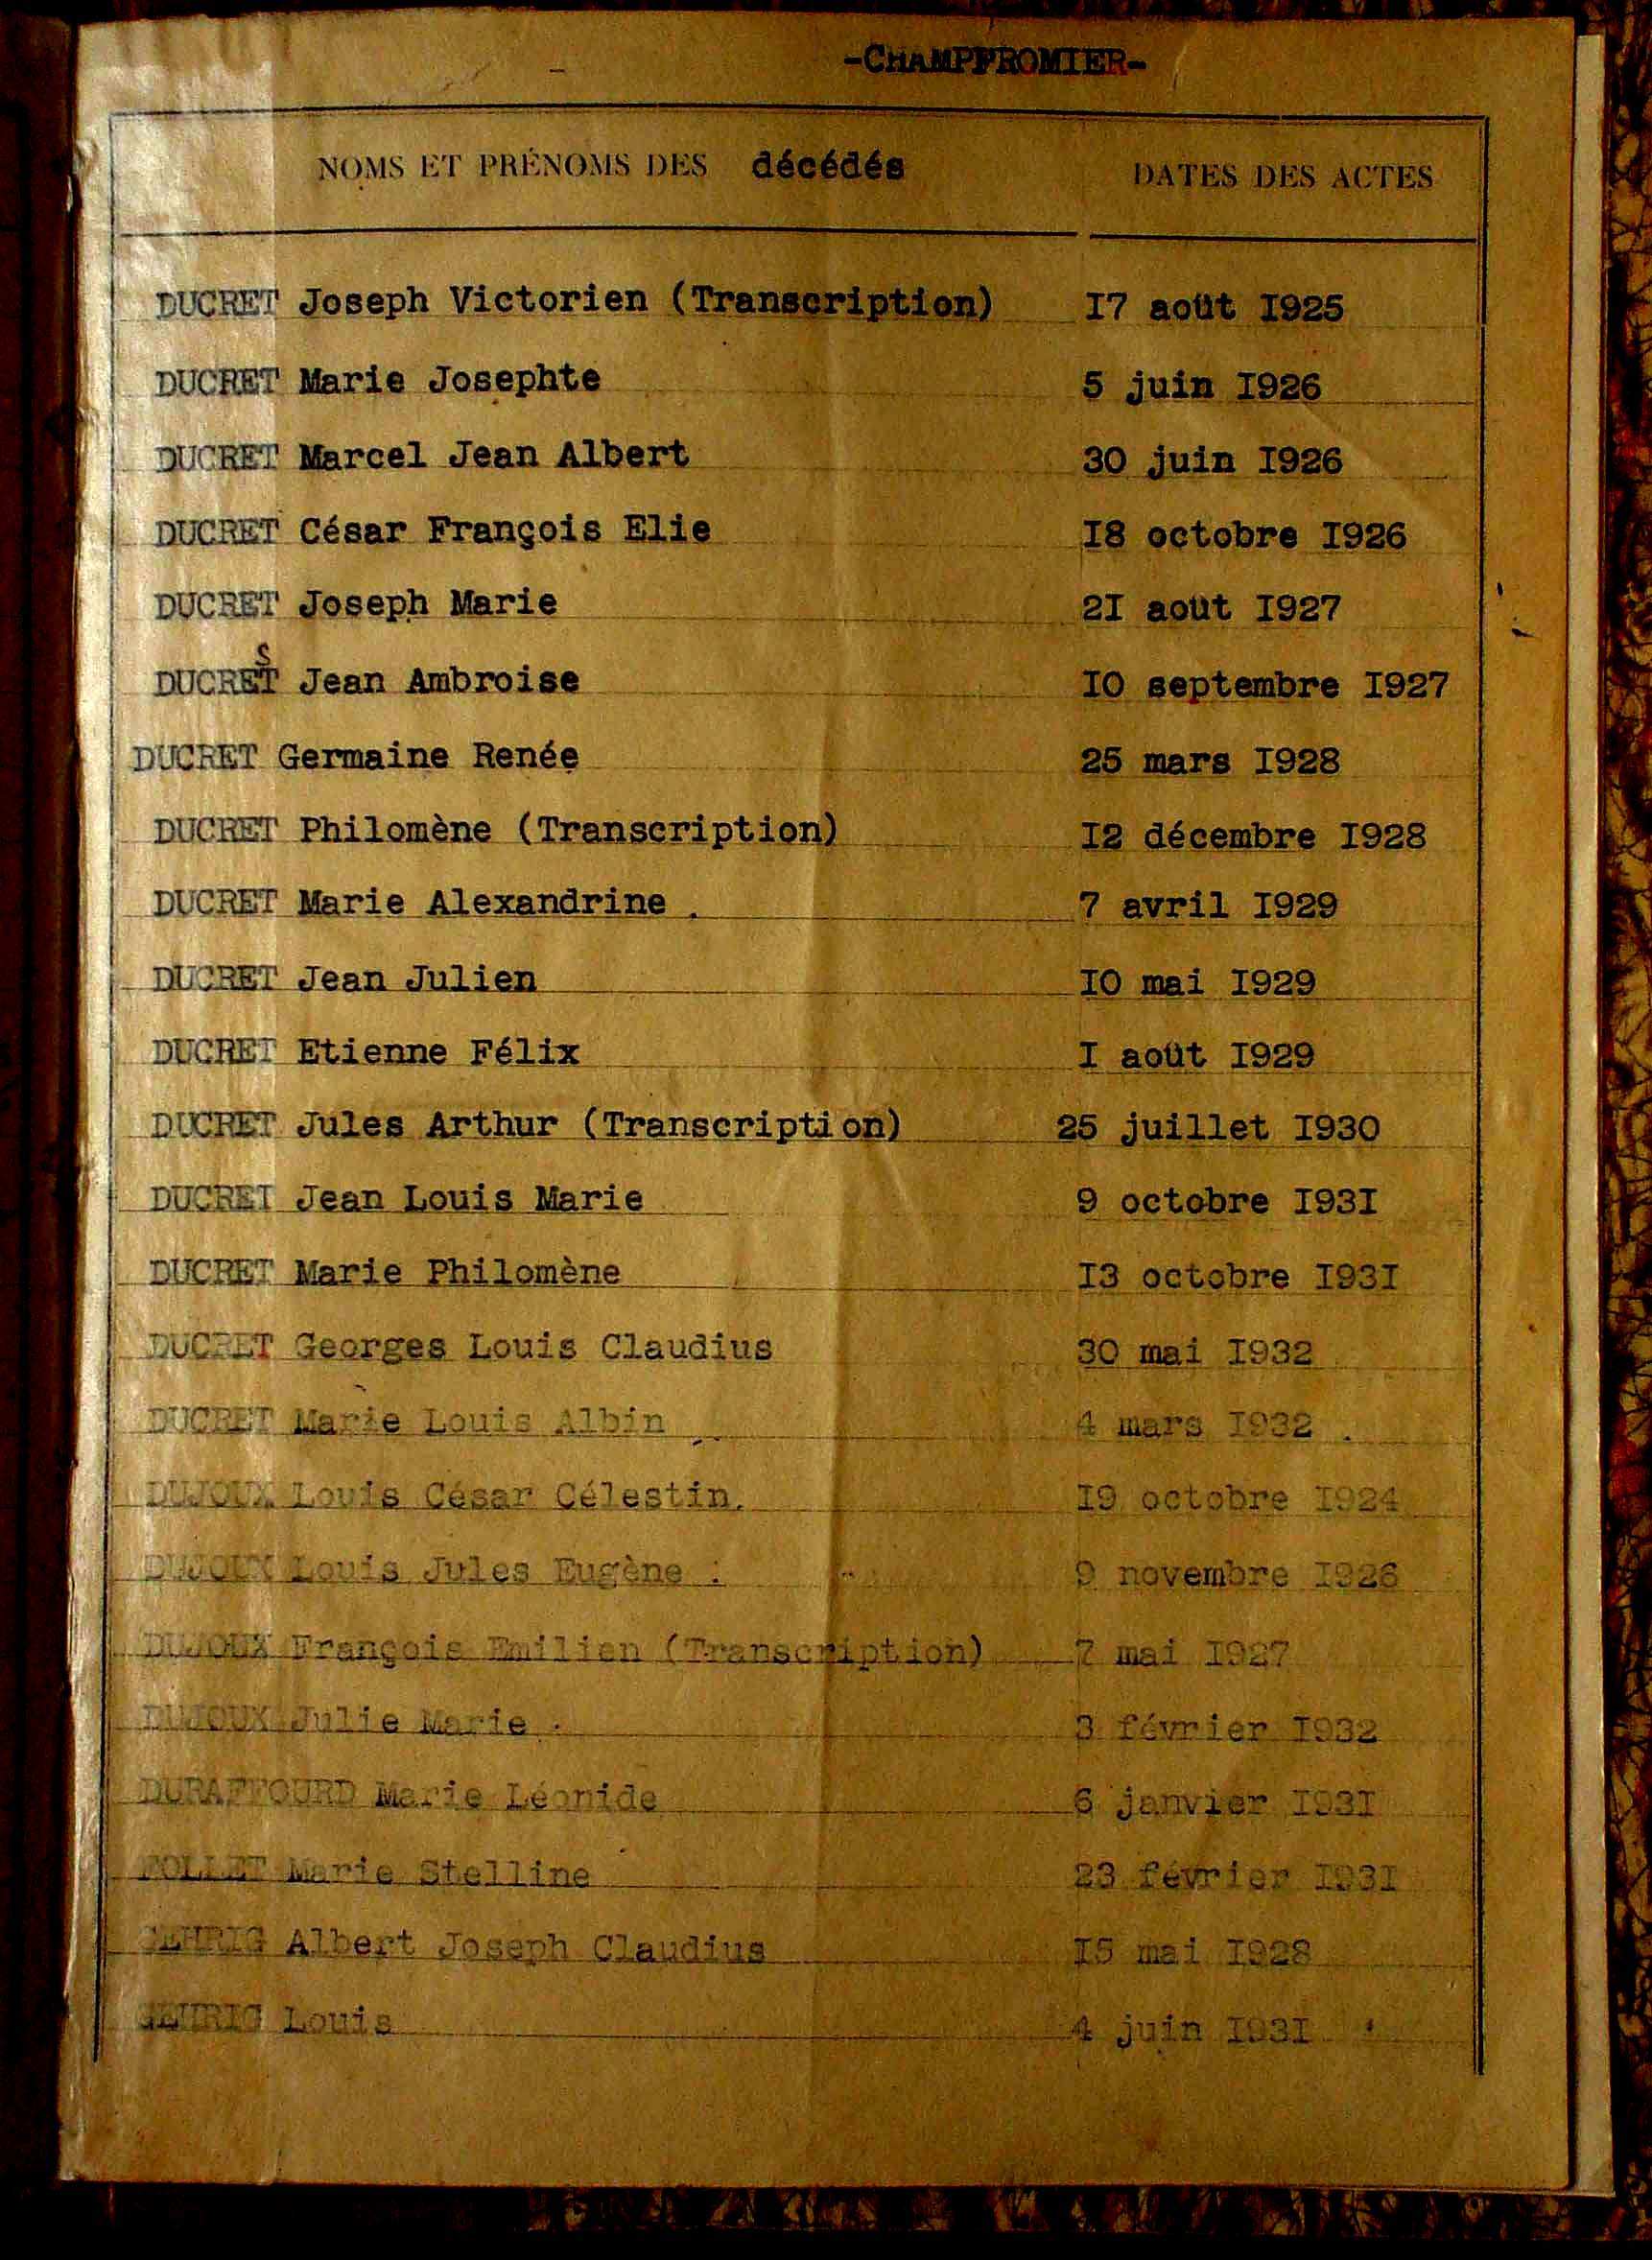 -CHAMPFROMIER-
NOMS ET PRÉNOMS DES décédés DATES DES ACTES
DUCRET Joseph Victorien (Transcription) I7 août I925
DUCRET Marie Josephte 5 juin I926
DUCRET Marcel Jean Albert 30 juin I926
DUCRET César François Elie I8 octobre I926
DUCRET Joseph Marie 2I août I927
S
DUCRET Jean Ambroise IO septembre I927
DUCRET Germaine Renée 25 mars I928
DUCRET Philomène (Transcription) I2 décembre I928
DUCRET Marie Alexandrine . 7 avril I929
DUCRET Jean Julien IO mai I929
DUCRET Etienne Félix I août I929
DUCRET Jules Arthur (Transcription) 25 juillet I930
DUCRET Jean Louis Marie 9 octobre I93I
DUCRET Marie Philomène I3 octobre I93I
DUCRET Georges Louis Claudius 30 mai I932
DUCRET Marie Louis Albin 4 mars I932 .
DUJOUX Louis César Célestin. I9 octobre I924
DUJOUX Louis Jules Eugène : 9 novembre I926
DUJOUX François Emilien (Transcription) 7 mai I927
DUJOUX Julie Marie . 3 février I932
DURAFFOURD Marie Léonide 6 janvier I93I
FOLLET Marie Stelline 23 février I93I
GEHRIG Albert Joseph Claudius I5 mai I928
GEHRIG Louis 4 juin I93I